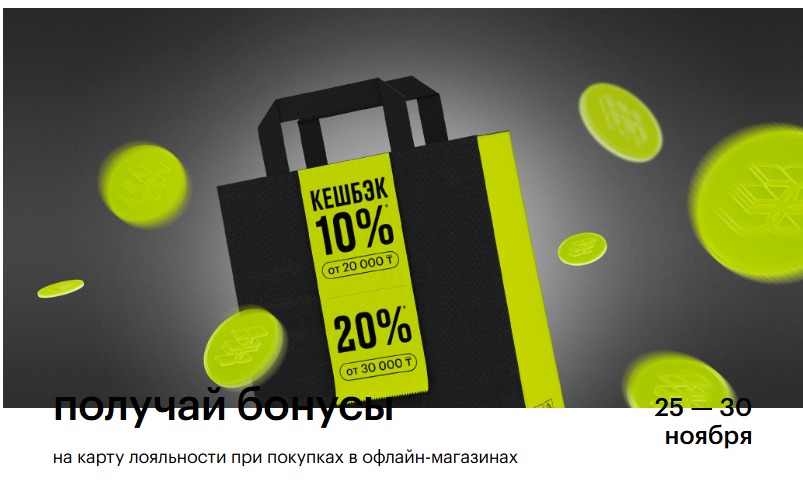 КЕШБЭК
10%*
от 20 000 ₸
20%*
от 30 000 ₸
получай бонусы
25 — 30
ноября
на карту лояльности при покупках в офлайн-магазинах